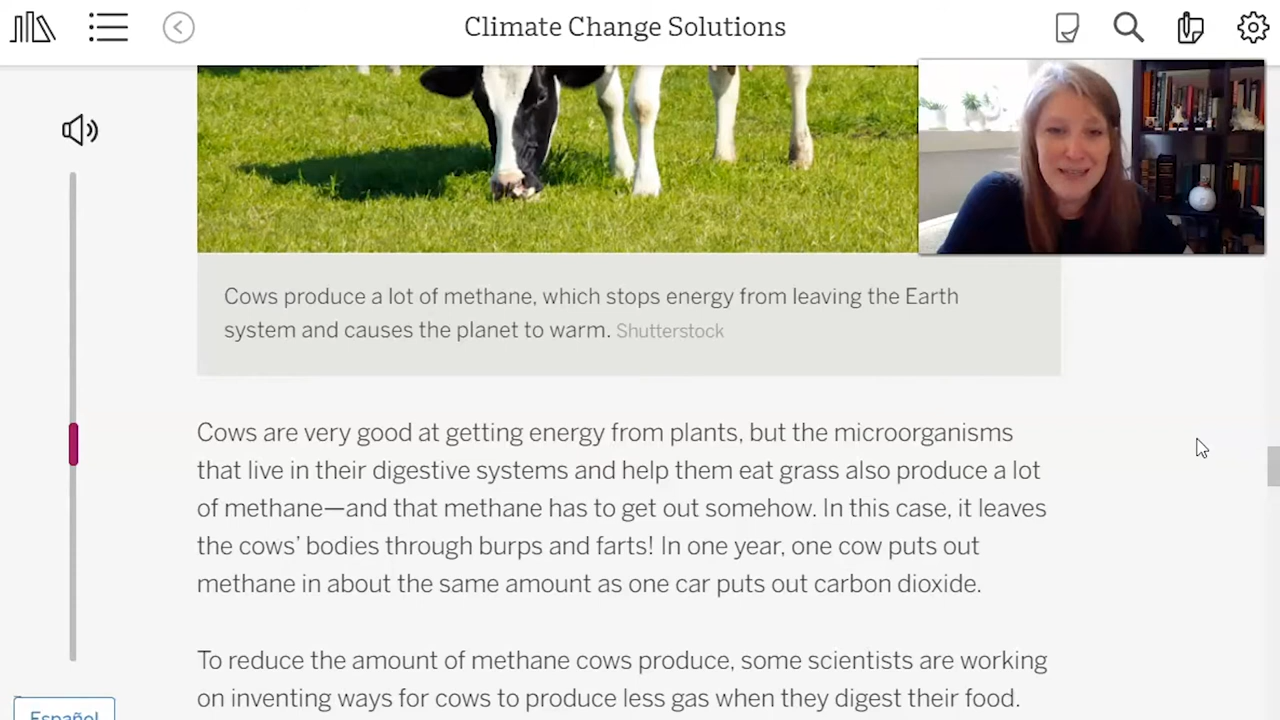 Climate Change Solutions
Cows produce a lot of methane, which stops energy from leaving the Earth
system and causes the planet to warm. Shutterstock
Cows are very good at getting energy from plants, but the microorganisms
that live in their digestive systems and help them eat grass also produce a lot
of methane—and that methane has to get out somehow. In this case, it leaves
the cows’ bodies through burps and farts! In one year, one cow puts out
methane in about the same amount as one car puts out carbon dioxide.
To reduce the amount of methane cows produce, some scientists are working
on inventing ways for cows to produce less gas when they digest their food.
Español